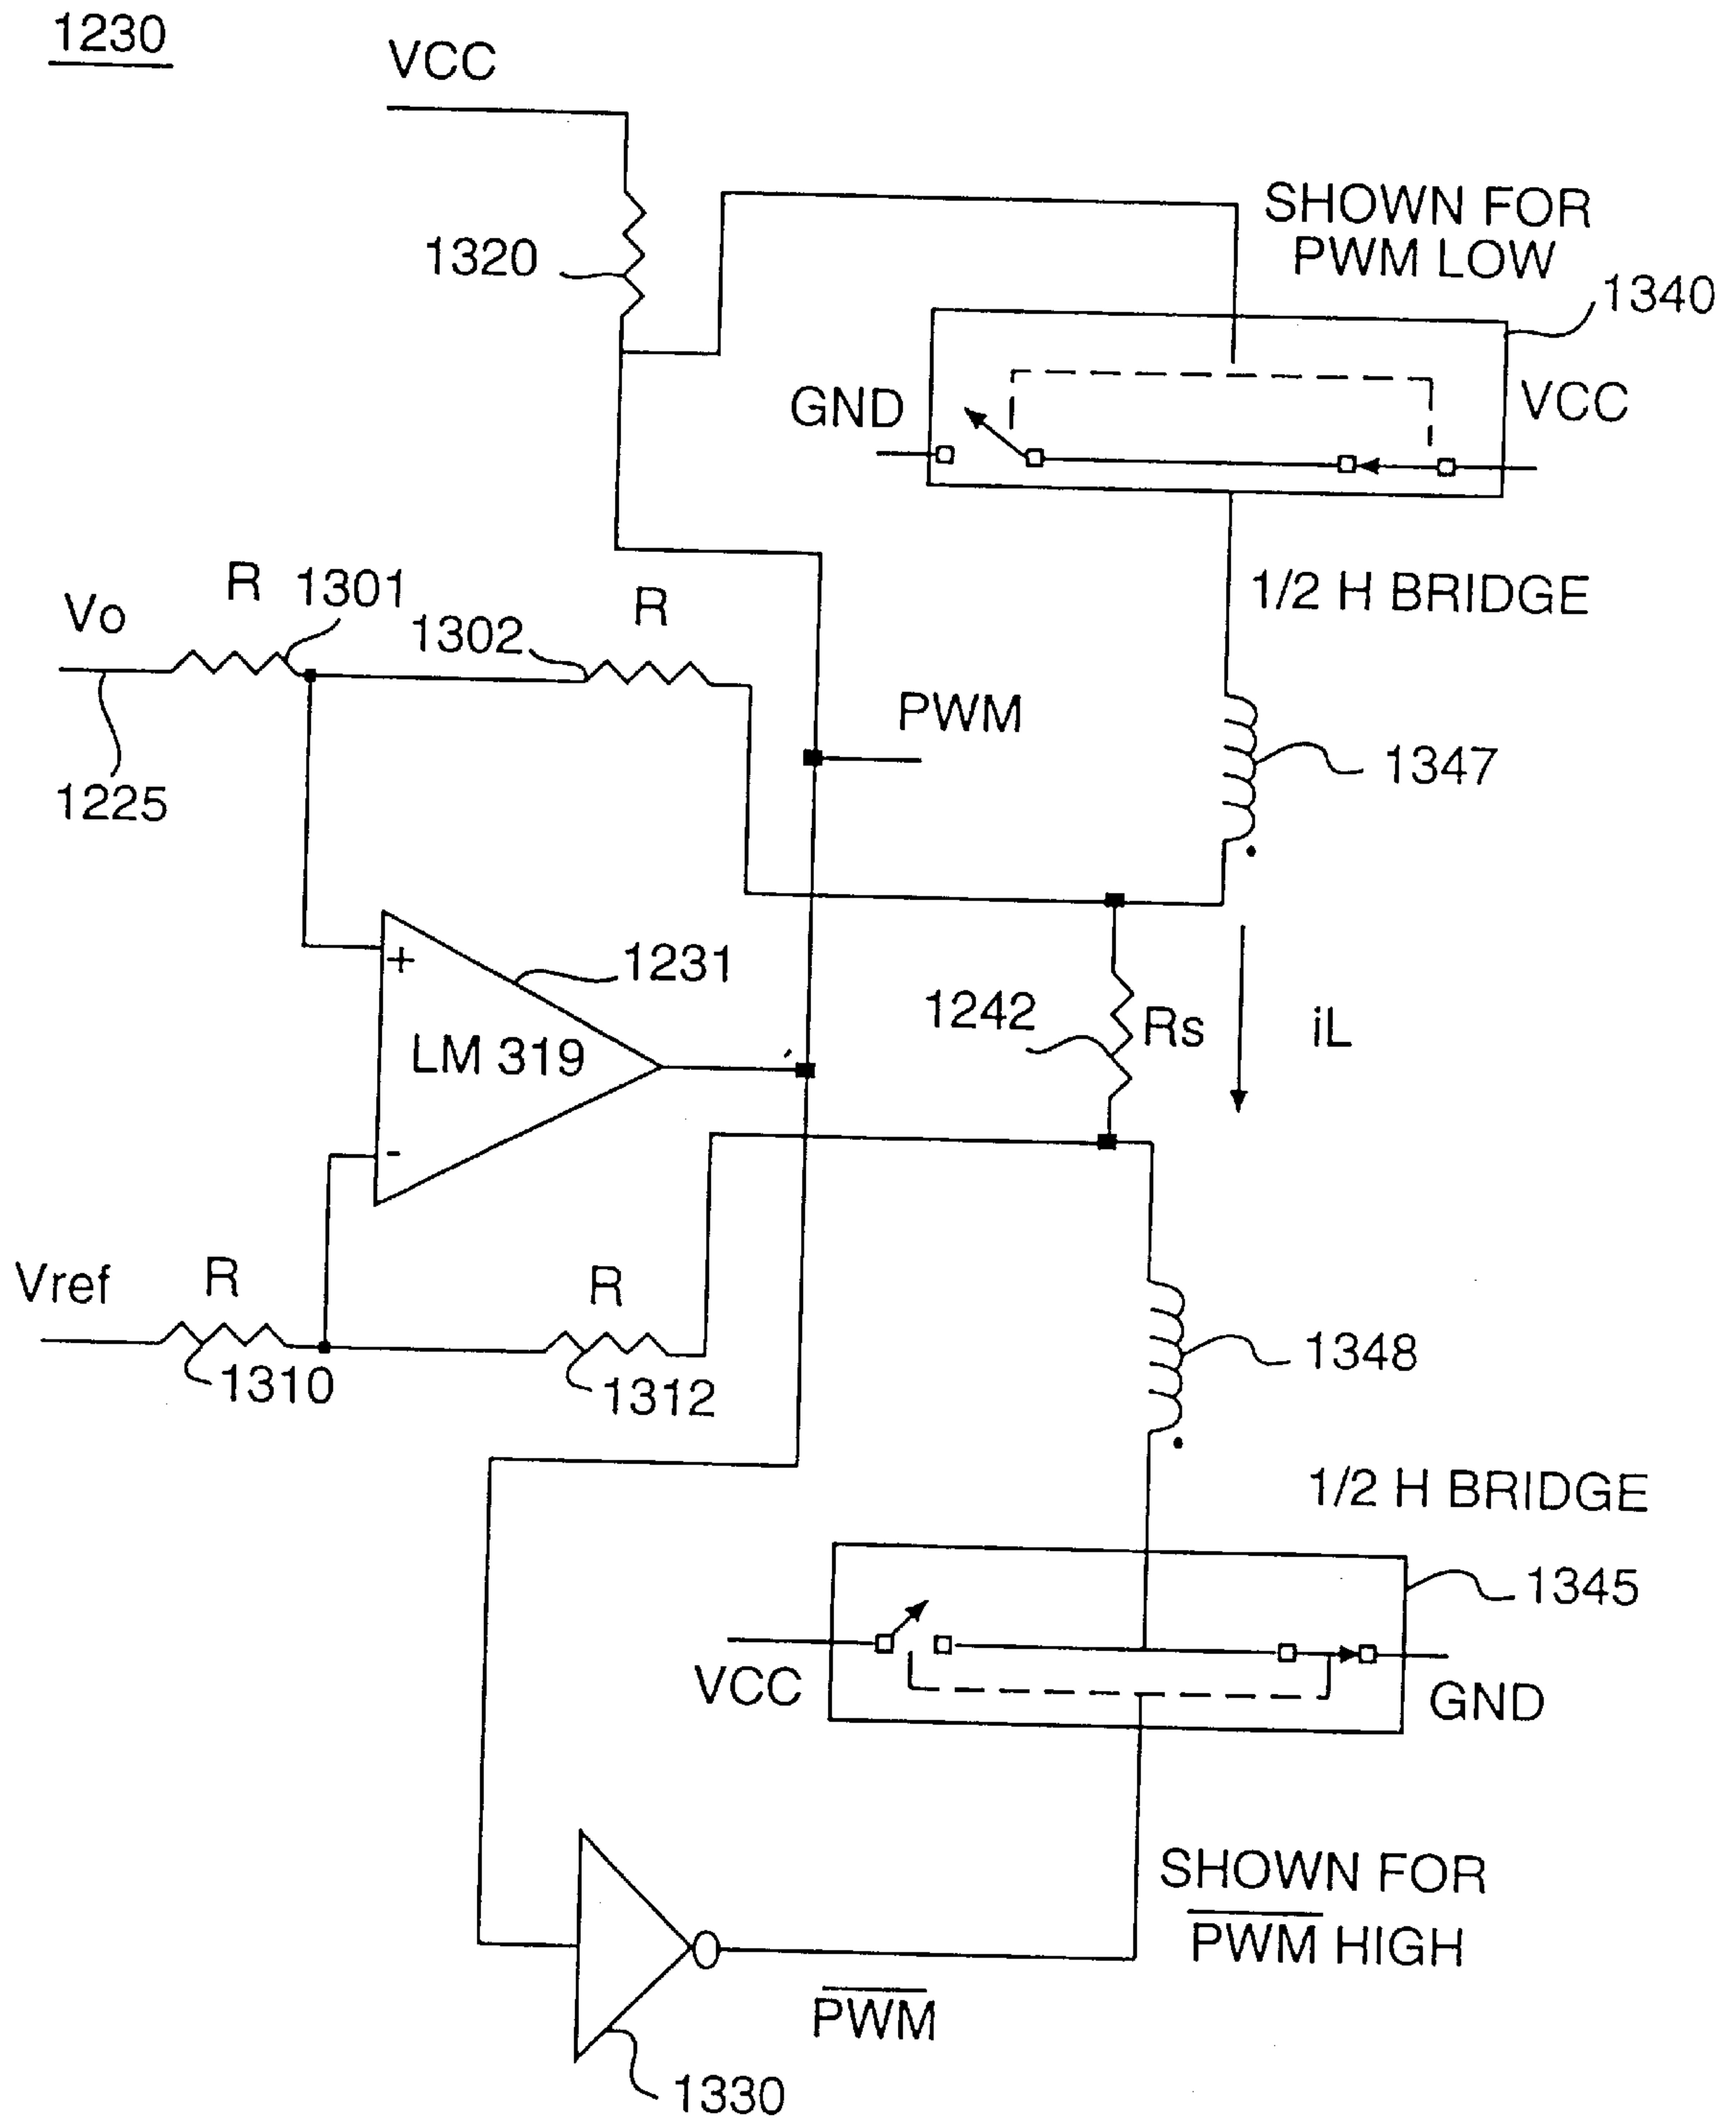 1230
VCC
SHOWN FOR
PWM LOW
1320
1340
GND
VCC
1/2 H BRIDGE
R
1301
R
Vo
1302
PWM
1347
1225
+
1231
1242
Rs
iL
LM 319
-
Vref
R
R
1348
1310
1312
1/2 H BRIDGE
1345
VCC
GND
SHOWN FOR
P̅W̅M̅ HIGH
P̅W̅M̅
1330